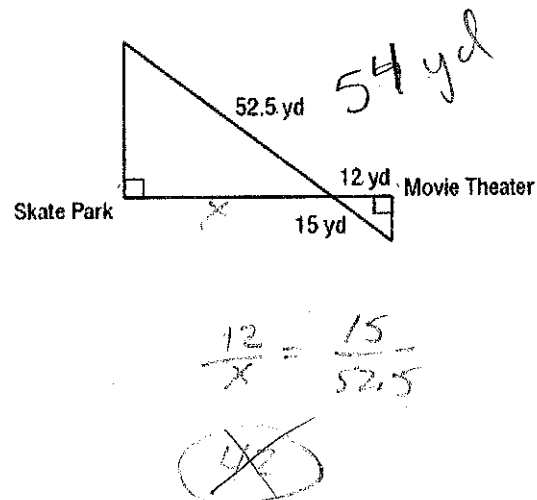 54 yd
52.5 yd
12 yd Movie Theater
Skate Park x 15 yd
12/x = 15/52.5
42